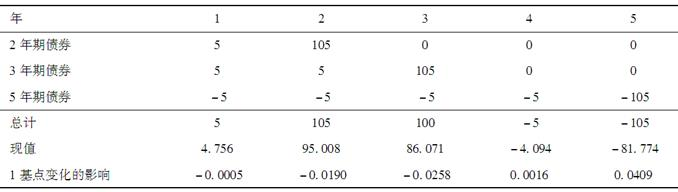 年 1 2 3 4 5
2 年期债券 5 105 0 0 0
3 年期债券 5 5 105 0 0
5 年期债券 －5 －5 －5 －5 －105
总计 5 105 100 －5 －105
现值 4.756 95.008 86.071 －4.094 －81.774
1 基点变化的影响 －0.0005 －0.0190 －0.0258 0.0016 0.0409